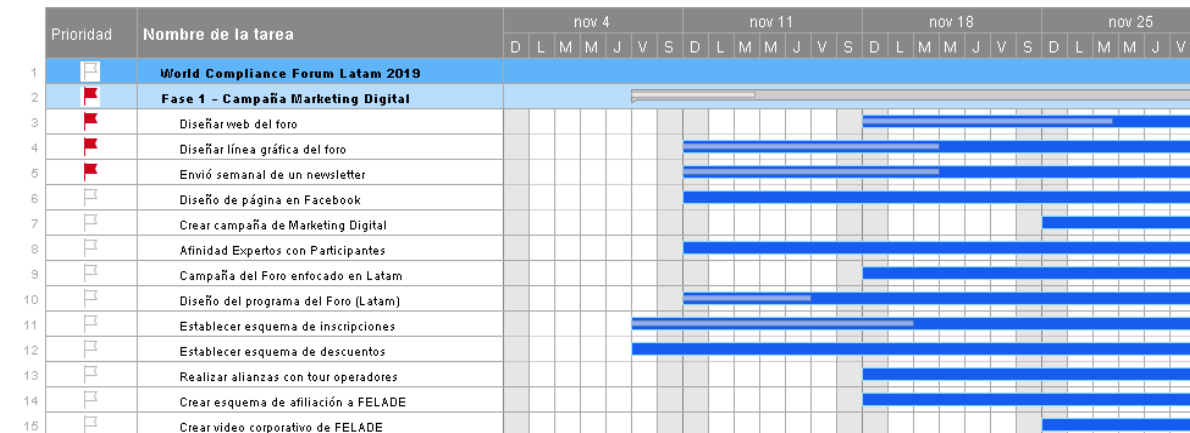 Prioridad Nombre de la tarea nov 4 nov 11 nov 18 nov 25
D L M M J V S D L M M J V S D L M M J V S D L M M J V
1 World Compliance Forum Latam 2019
2 Fase 1 - Campaña Marketing Digital
3 Diseñar web del foro
4 Diseñar línea gráfica del foro
5 Envió semanal de un newsletter
6 Diseño de página en Facebook
7 Crear campaña de Marketing Digital
8 Afinidad Expertos con Participantes
9 Campaña del Foro enfocado en Latam
10 Diseño del programa del Foro (Latam)
11 Establecer esquema de inscripciones
12 Establecer esquema de descuentos
13 Realizar alianzas con tour operadores
14 Crear esquema de afiliación a FELADE
15 Crear video corporativo de FELADE